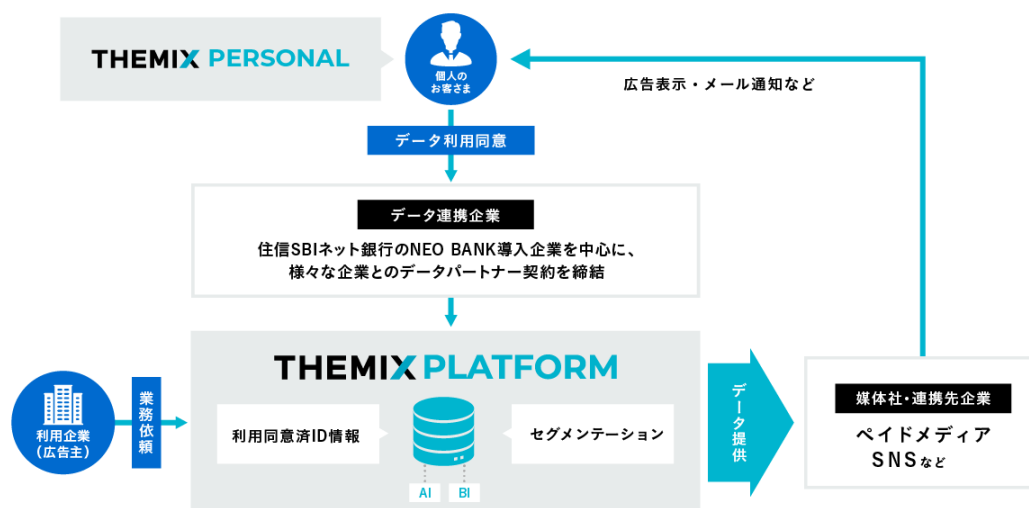 THEMIX PERSONAL
個人の
お客さま
広告表示・メール通知など
データ利用同意
データ連携企業
住信SBIネット銀行のNEO BANK導入企業を中心に、
様々な企業とのデータパートナー契約を締結
THEMIX PLATFORM
利用企業
(広告主)
業務依頼
利用同意済ID情報
セグメンテーション
AI
BI
データ提供
媒体社・連携先企業
ペイドメディア
SNSなど